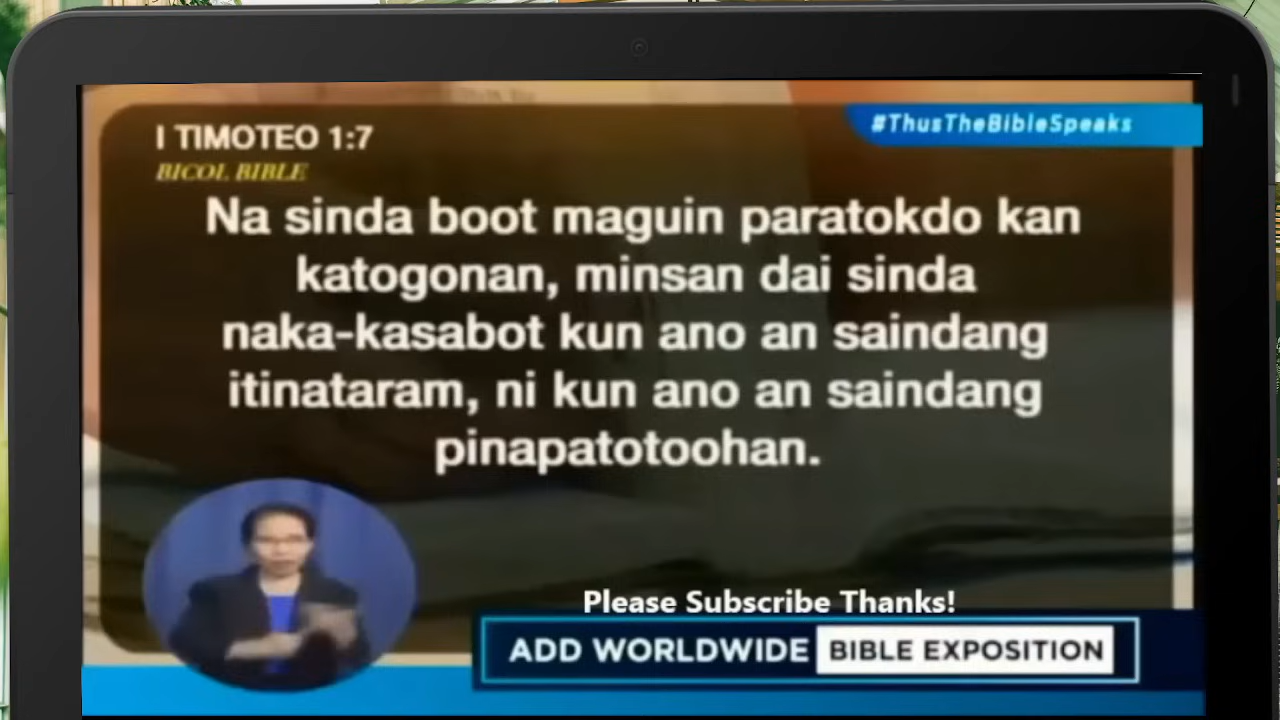 I TIMOTEO 1:7
#ThusTheBibleSpeaks
BICOL BIBLE
Na sinda boot maguin paratokdo kan
katogonan, minsan dai sinda
naka-kasabot kun ano an saindang
itinataram, ni kun ano an saindang
pinapatotoohan.
Please Subscribe Thanks!
ADD WORLDWIDE BIBLE EXPOSITION